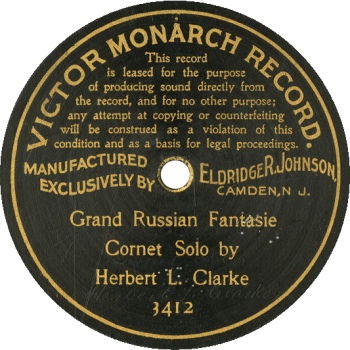 VICTOR MONARCH RECORD.
This record
is leased for the purpose
of producing sound directly from
the record, and for no other purpose;
any attempt at copying or counterfeiting
will be construed as a violation of this
condition and as a basis for legal proceedings.
MANUFACTURED
EXCLUSIVELY BY
ELDRIDGE R. JOHNSON,
CAMDEN, N J.
Grand Russian Fantasie
Cornet Solo by
Herbert L. Clarke
3412